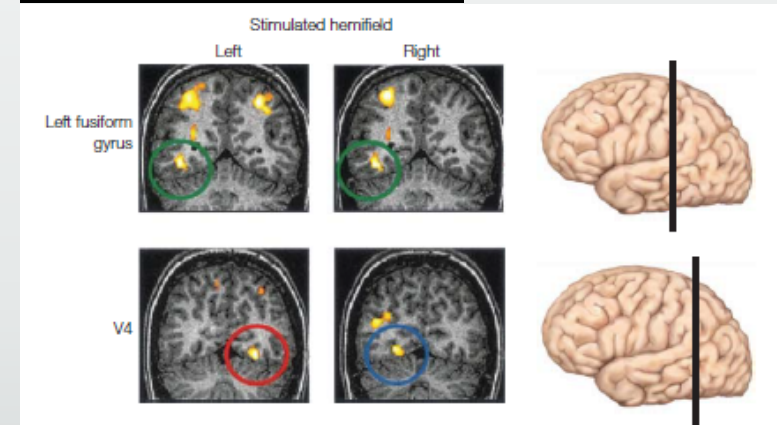 Stimulated hemifield
Left Right
Left fusiform
gyrus
V4